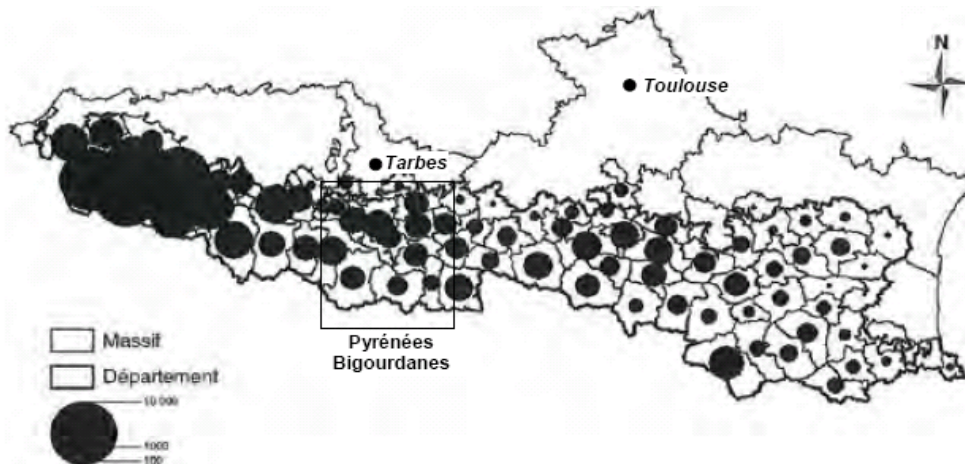 N
Toulouse
Tarbes
Pyrénées
Bigourdanes
Massif
Département
10 000
1000
100